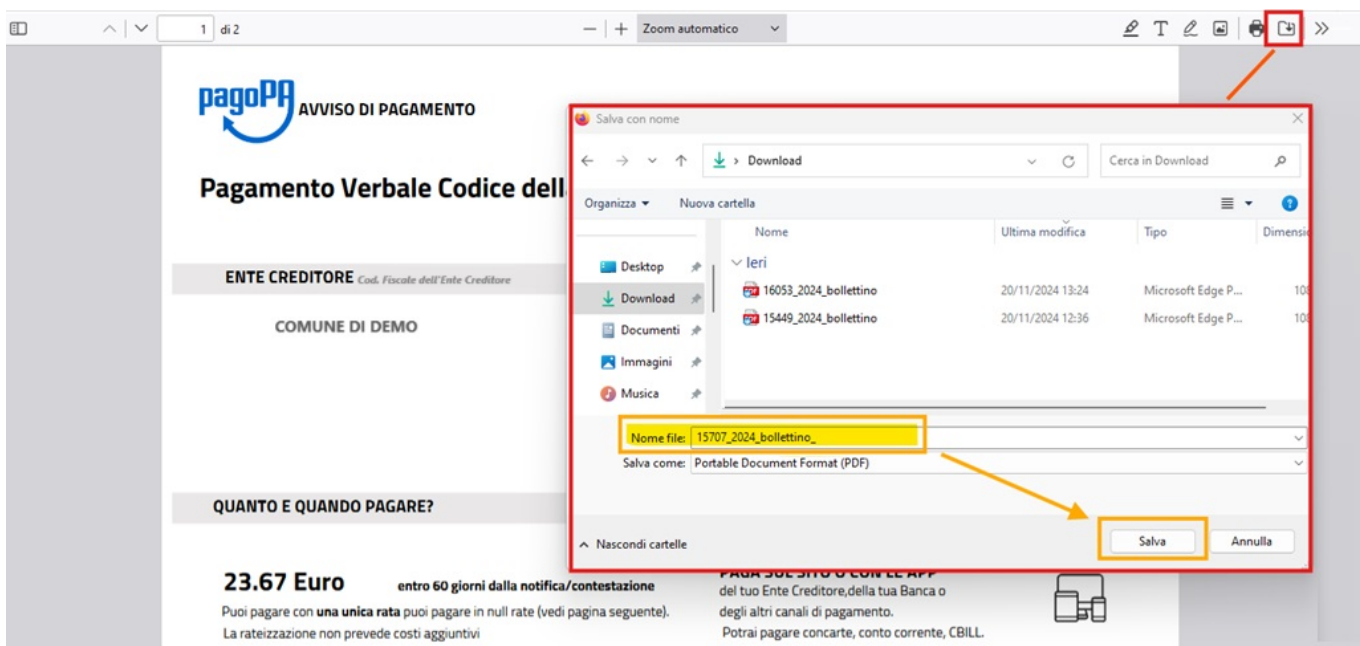 1 di 2
Zoom automatico
pagoPA AVVISO DI PAGAMENTO
Pagamento Verbale Codice dell
ENTE CREDITORE Cod. Fiscale dell'Ente Creditore
COMUNE DI DEMO
QUANTO E QUANDO PAGARE?
23.67 Euro entro 60 giorni dalla notifica/contestazione
Puoi pagare con una unica rata puoi pagare in null rate (vedi pagina seguente).
La rateizzazione non prevede costi aggiuntivi
PAGA SUL SITO O CON LE APP
del tuo Ente Creditore,della tua Banca o
degli altri canali di pagamento.
Potrai pagare concarte, conto corrente, CBILL.
Salva con nome
Download
Cerca in Download
Organizza Nuova cartella
Nome Ultima modifica Tipo Dimensi
Desktop
Download
Documenti
Immagini
Musica
Ieri
16053_2024_bollettino 20/11/2024 13:24 Microsoft Edge P... 108
15449_2024_bollettino 20/11/2024 12:36 Microsoft Edge P... 108
Nome file: 15707_2024_bollettino_
Salva come: Portable Document Format (PDF)
Nascondi cartelle
Salva Annulla